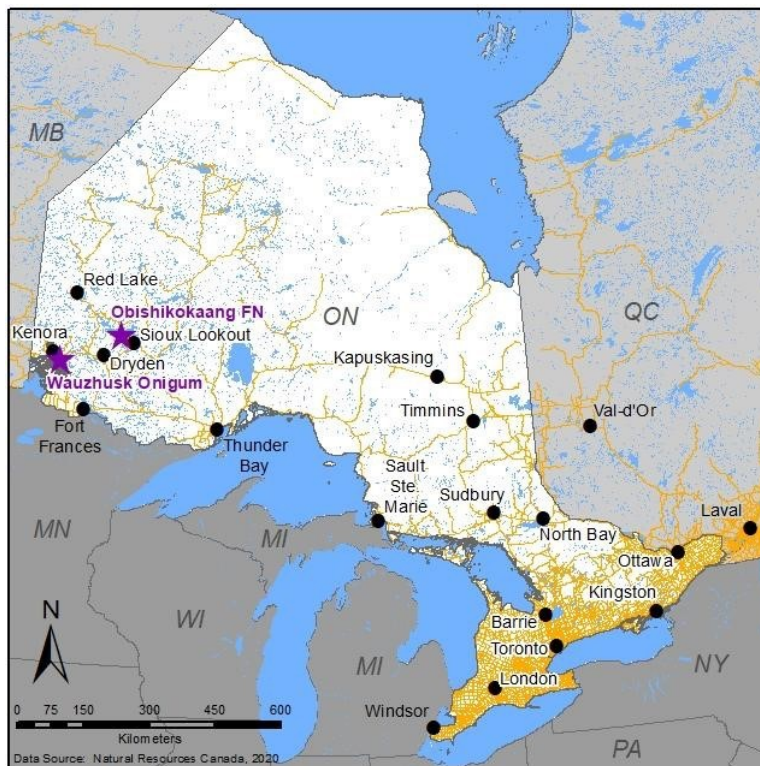 MB
Red Lake
Obishikokaang FN
ON
QC
Kenora
Sioux Lookout
Dryden
Wauzhusk Onigum
Kapuskasing
Fort
Frances
Timmins
Val-d'Or
Thunder
Bay
Sault
Ste.
Marie
Sudbury
Laval
MN
MI
North Bay
Ottawa
Kingston
N
WI
Barrie
MI
Toronto
NY
London
Windsor
0 75 150 300 450 600
Kilometers
PA
Data Source: Natural Resources Canada, 2020